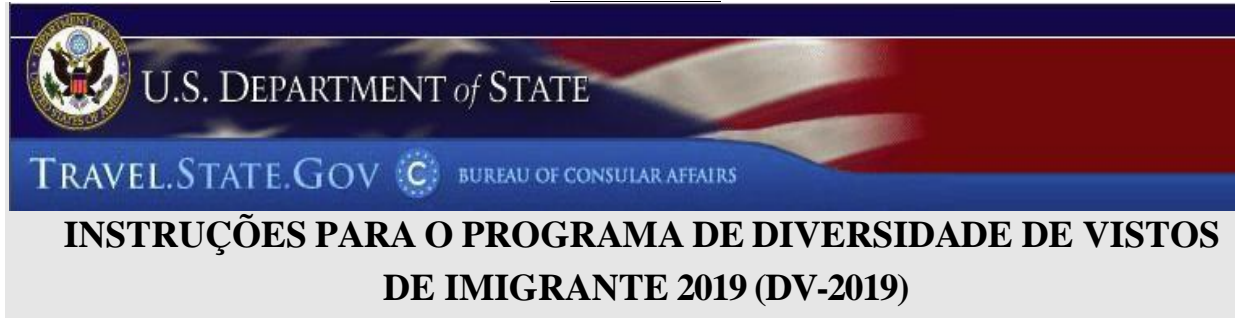 U.S. DEPARTMENT of STATE
TRAVEL.STATE.GOV C BUREAU OF CONSULAR AFFAIRS
INSTRUÇÕES PARA O PROGRAMA DE DIVERSIDADE DE VISTOS
DE IMIGRANTE 2019 (DV-2019)